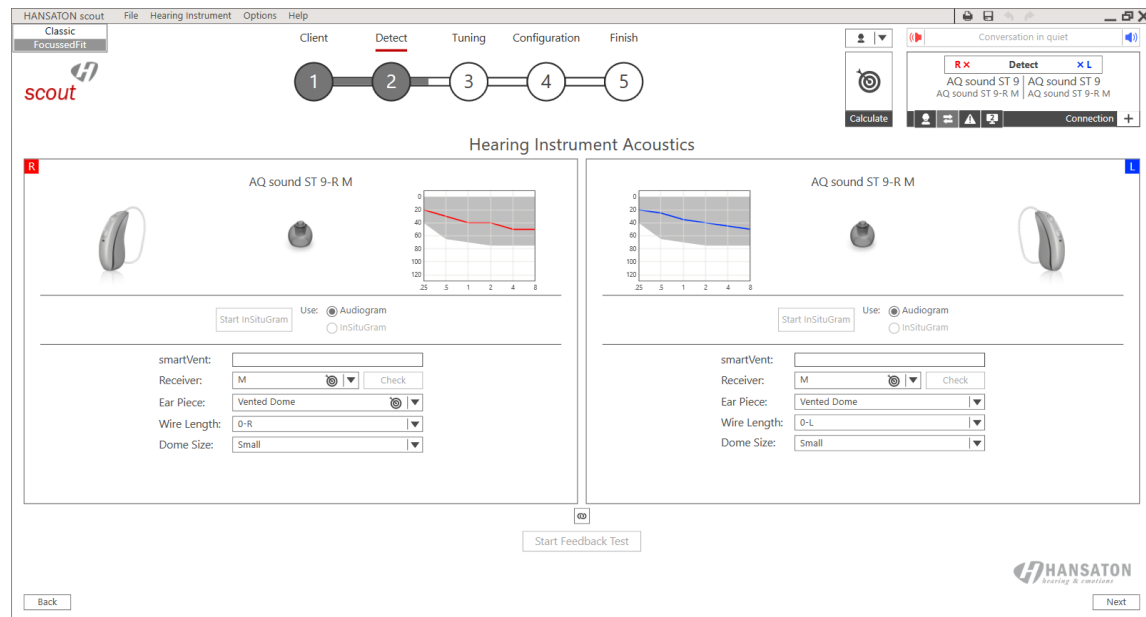 HANSATON scout File Hearing Instrument Options Help
Classic
FocussedFit
scout
Client Detect Tuning Configuration Finish
1 2 3 4 5
Calculate
Conversation in quiet
R × Detect × L
AQ sound ST 9 | AQ sound ST 9
AQ sound ST 9-R M | AQ sound ST 9-R M
Connection +
Hearing Instrument Acoustics
R
AQ sound ST 9-R M
0
20
40
60
80
100
120
.25 .5 1 2 4 8
Start InSituGram
Use: Audiogram
InSituGram
smartVent:
Receiver: M Check
Ear Piece: Vented Dome
Wire Length: 0-R
Dome Size: Small
L
AQ sound ST 9-R M
0
20
40
60
80
100
120
.25 .5 1 2 4 8
Start InSituGram
Use: Audiogram
InSituGram
smartVent:
Receiver: M Check
Ear Piece: Vented Dome
Wire Length: 0-L
Dome Size: Small
Start Feedback Test
HANSATON
hearing & emotions
Back Next